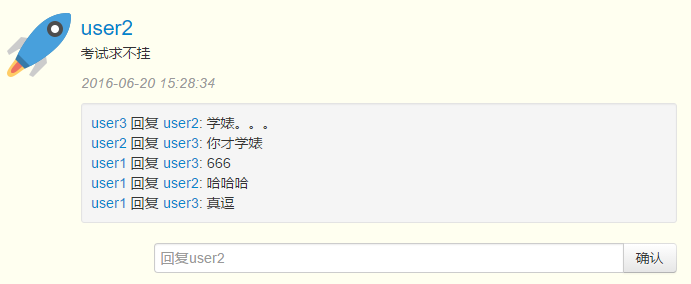 user2
考试求不挂
2016-06-20 15:28:34
user3 回复 user2: 学婊。。。
user2 回复 user3: 你才学婊
user1 回复 user3: 666
user1 回复 user2: 哈哈哈
user1 回复 user3: 真逗
回复user2 确认